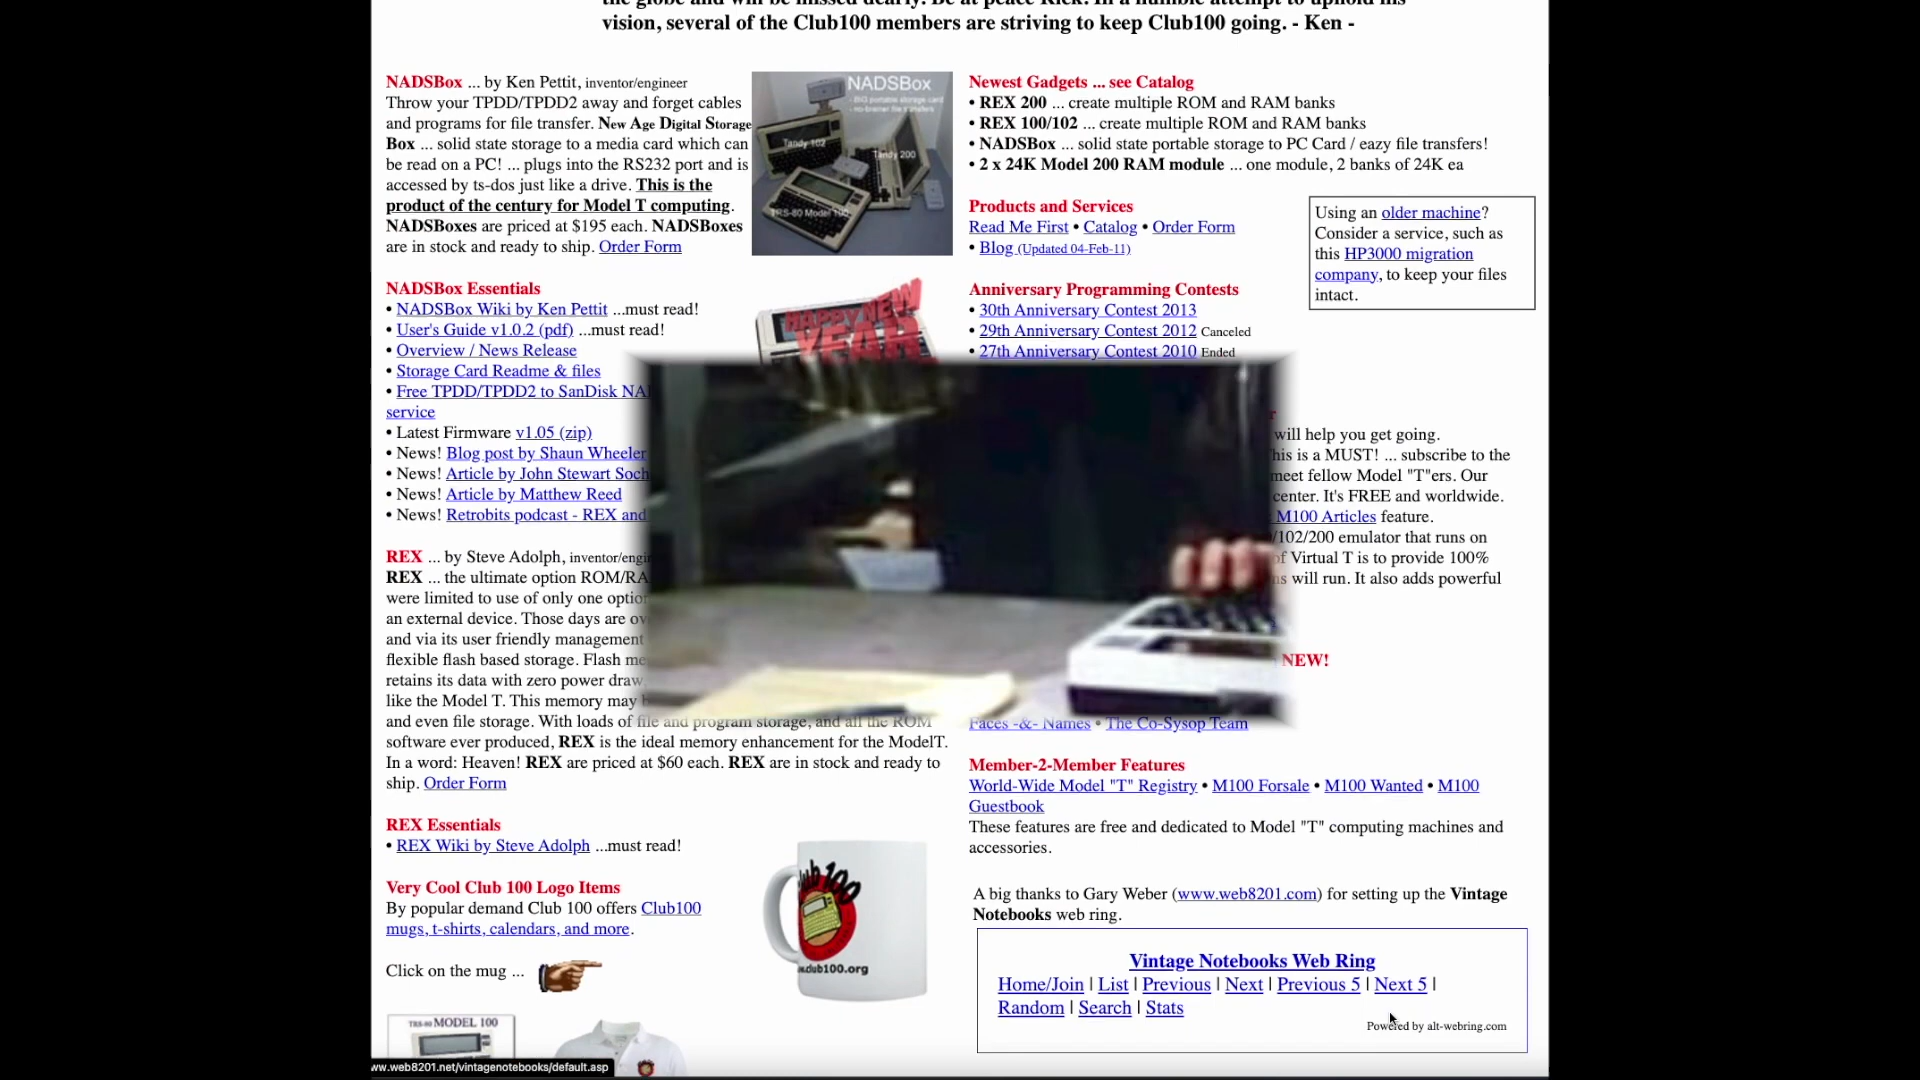 vision, several of the Club100 members are striving to keep Club100 going. - Ken -
NADSBox ... by Ken Pettit, inventor/engineer
Throw your TPDD/TPDD2 away and forget cables
and programs for file transfer. New Age Digital Storage
Box ... solid state storage to a media card which can
be read on a PC! ... plugs into the RS232 port and is
accessed by ts-dos just like a drive. This is the
product of the century for Model T computing.
NADSBoxes are priced at $195 each. NADSBoxes
are in stock and ready to ship. Order Form
NADSBox
Tandy 102
Tandy 200
TRS-80 Model 100
NADSBox Essentials
• NADSBox Wiki by Ken Pettit ...must read!
• User's Guide v1.0.2 (pdf) ...must read!
• Overview / News Release
• Storage Card Readme & files
• Free TPDD/TPDD2 to SanDisk
service
• Latest Firmware v1.05 (zip)
• News! Blog post by Shaun Wheeler
• News! Article by John Stewart
• News! Article by Matthew Reed
• News! Retrobits podcast - REX and
HAPPY NEW
YEAR
REX ... by Steve Adolph,
REX ... the ultimate option
were limited to use of only one
an external device. Those days are
and via its user friendly management
flexible flash based storage. Flash
retains its data with zero power
like the Model T. This memory may
and even file storage. With loads of file and program storage, and all the ROM
software ever produced, REX is the ideal memory enhancement for the ModelT.
In a word: Heaven! REX are priced at $60 each. REX are in stock and ready to
ship. Order Form
REX Essentials
• REX Wiki by Steve Adolph ...must read!
Very Cool Club 100 Logo Items
By popular demand Club 100 offers Club100
mugs, t-shirts, calendars, and more.
Click on the mug ...
TRS-80 MODEL 100
www.web8201.net/vintagenotebooks/default.asp
Newest Gadgets ... see Catalog
• REX 200 ... create multiple ROM and RAM banks
• REX 100/102 ... create multiple ROM and RAM banks
• NADSBox ... solid state portable storage to PC Card / eazy file transfers!
• 2 x 24K Model 200 RAM module ... one module, 2 banks of 24K ea
Products and Services
Read Me First • Catalog • Order Form
• Blog (Updated 04-Feb-11)
Using an older machine?
Consider a service, such as
this HP3000 migration
company, to keep your files
intact.
Anniversary Programming Contests
• 30th Anniversary Contest 2013
• 29th Anniversary Contest 2012 Canceled
• 27th Anniversary Contest 2010 Ended
will help you get going.
This is a MUST! ... subscribe to the
meet fellow Model "T"ers. Our
center. It's FREE and worldwide.
M100 Articles feature.
/102/200 emulator that runs on
of Virtual T is to provide 100%
will run. It also adds powerful
NEW!
Faces -&- Names • The Co-Sysop Team
Member-2-Member Features
World-Wide Model "T" Registry • M100 Forsale • M100 Wanted • M100
Guestbook
These features are free and dedicated to Model "T" computing machines and
accessories.
A big thanks to Gary Weber (www.web8201.com) for setting up the Vintage
Notebooks web ring.
Vintage Notebooks Web Ring
Home/Join | List | Previous | Next | Previous 5 | Next 5 |
Random | Search | Stats
Powered by alt-webring.com